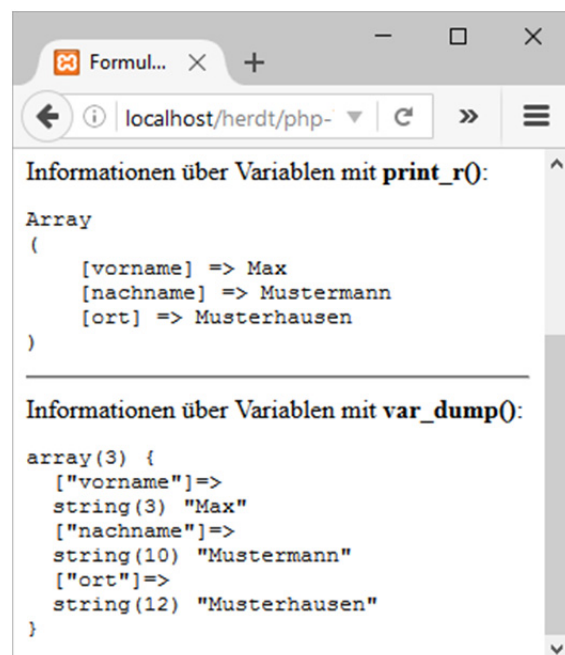 Formul...
localhost/herdt/php-
Informationen über Variablen mit print_r():
Array
(
    [vorname] => Max
    [nachname] => Mustermann
    [ort] => Musterhausen
)
Informationen über Variablen mit var_dump():
array(3) {
  ["vorname"]=>
  string(3) "Max"
  ["nachname"]=>
  string(10) "Mustermann"
  ["ort"]=>
  string(12) "Musterhausen"
}